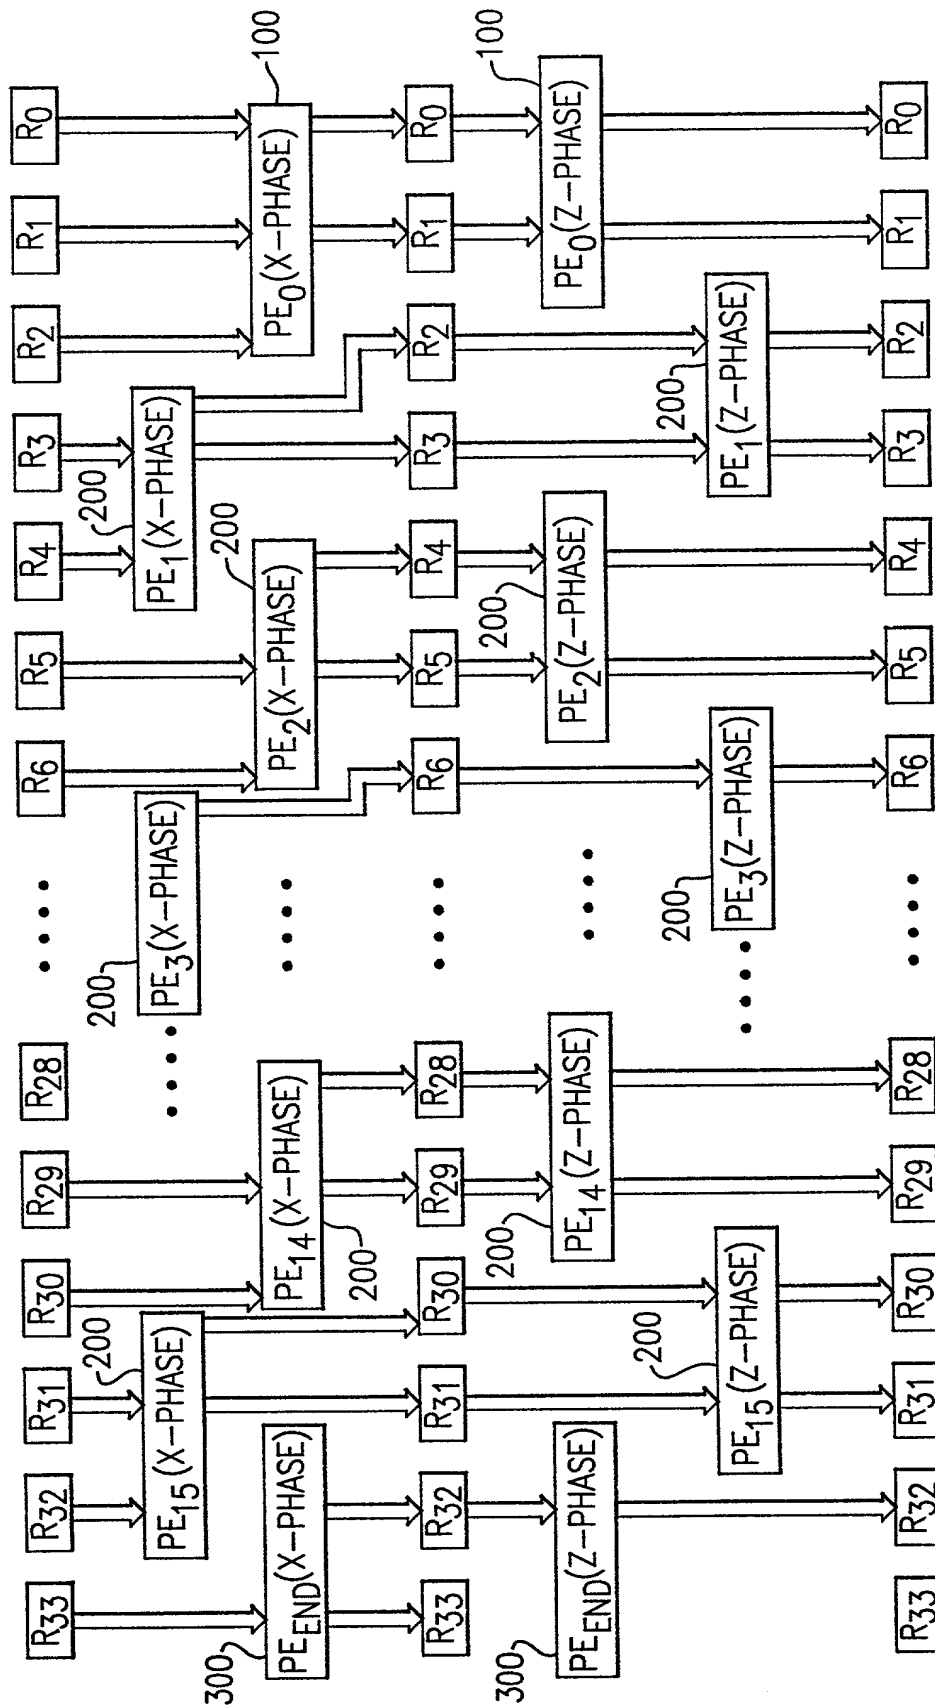 R33 R32 R31 R30 R29 R28 •••• R6 R5 R4 R3 R2 R1 R0
200 200 200
PE15(X-PHASE) •••• PE3(X-PHASE) PE1(X-PHASE)
300 200 100
PEEND(X-PHASE) PE14(X-PHASE) •••• PE2(X-PHASE) PE0(X-PHASE)
200
R33 R32 R31 R30 R29 R28 •••• R6 R5 R4 R3 R2 R1 R0
300 200 200 100
PEEND(Z-PHASE) PE14(Z-PHASE) •••• PE2(Z-PHASE) PE0(Z-PHASE)
200 200 200
PE15(Z-PHASE) •••• PE3(Z-PHASE) PE1(Z-PHASE)
R33 R32 R31 R30 R29 R28 •••• R6 R5 R4 R3 R2 R1 R0